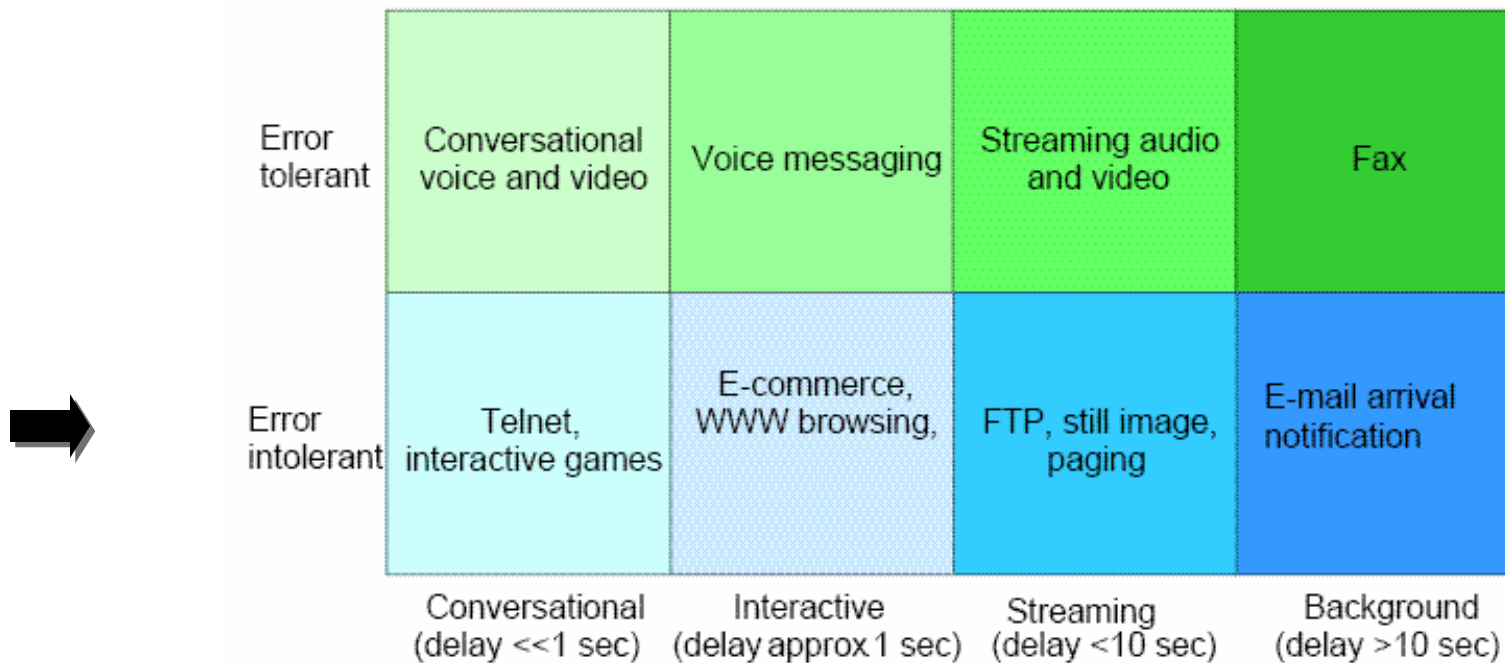 Error
tolerant
Conversational
voice and video
Voice messaging
Streaming audio
and video
Fax
Error
intolerant
Telnet,
interactive games
E-commerce,
WWW browsing,
FTP, still image,
paging
E-mail arrival
notification
Conversational
(delay <<1 sec)
Interactive
(delay approx.1 sec)
Streaming
(delay <10 sec)
Background
(delay >10 sec)